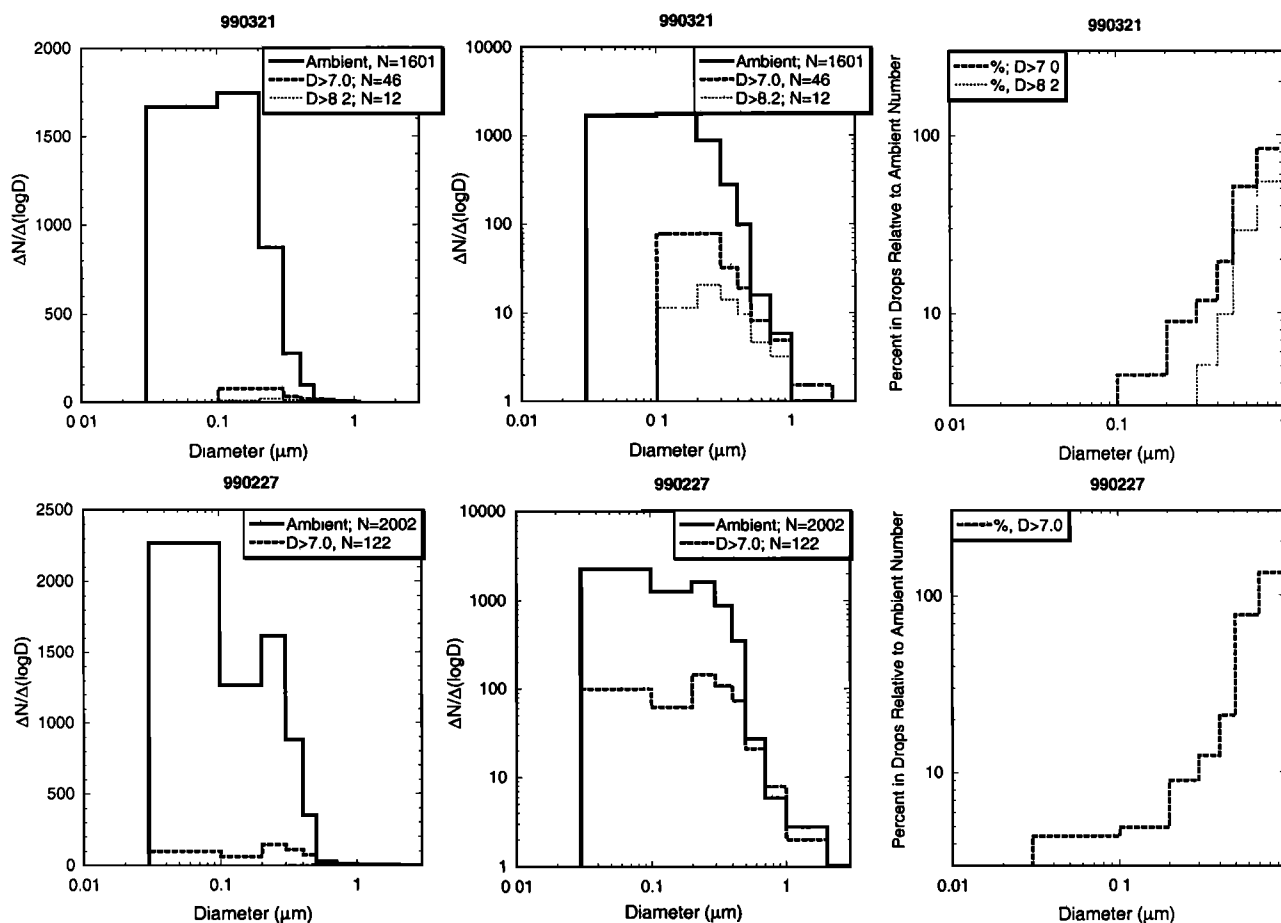 990321
2000
1500
1000
500
0
ΔN/Δ(logD)
Ambient, N=1601
D>7.0, N=46
D>8 2; N=12
0.01
0.1
1
Diameter (μm)
990321
10000
1000
100
10
1
ΔN/Δ(logD)
Ambient, N=1601
D>7.0, N=46
D>8.2; N=12
0 01
0 1
1
Diameter (μm)
990321
Percent in Drops Relative to Ambient Number
100
10
%; D>7 0
%, D>8 2
0 01
0 1
1
Diameter (μm)
990227
2500
2000
1500
1000
500
0
ΔN/Δ(logD)
Ambient; N=2002
D>7.0, N=122
0.01
0.1
1
Diameter (μm)
990227
10000
1000
100
10
1
ΔN/Δ(logD)
Ambient; N=2002
D>7.0; N=122
0 01
0.1
1
Diameter (μm)
990227
Percent in Drops Relative to Ambient Number
100
10
%, D>7.0
0.01
0.1
1
Diameter (μm)